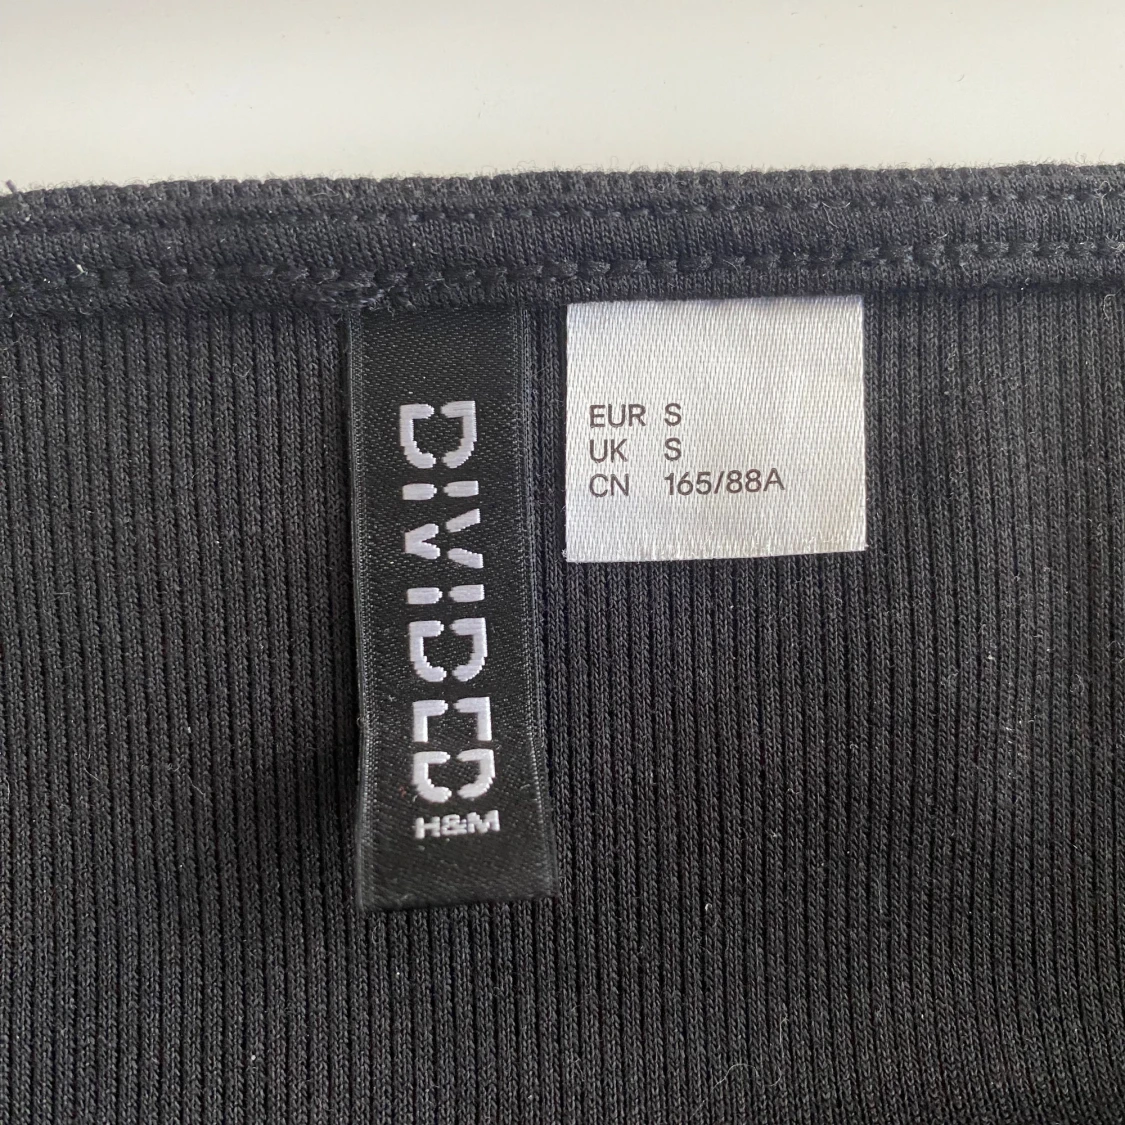 DIVIDED
H&M
EUR S
UK S
CN 165/88A